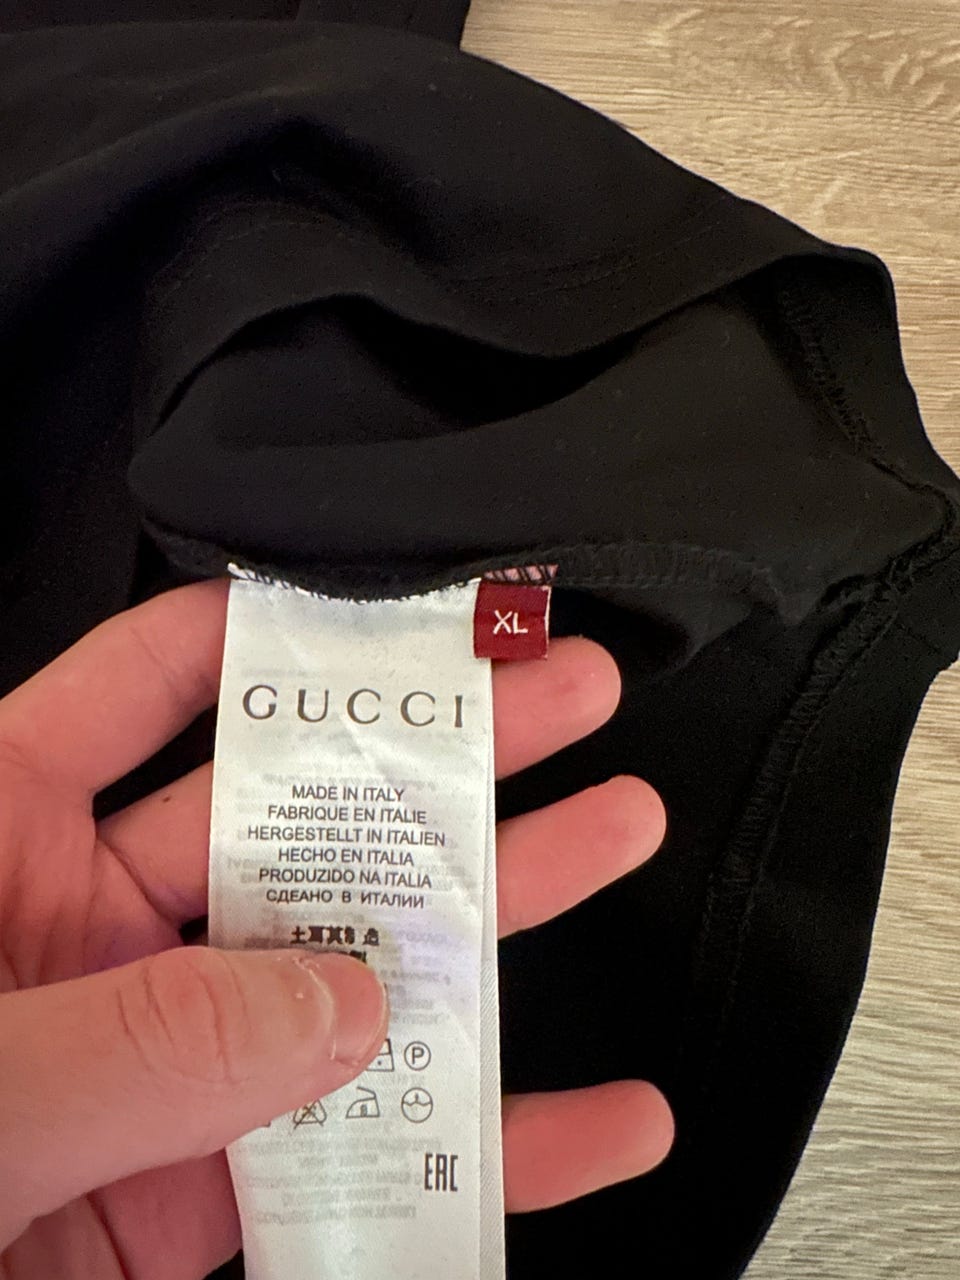 XL
GUCCI
MADE IN ITALY
FABRIQUE EN ITALIE
HERGESTELLT IN ITALIEN
HECHO EN ITALIA
PRODUZIDO NA ITALIA
СДЕАНО В ИТАЛИИ
P
EAC